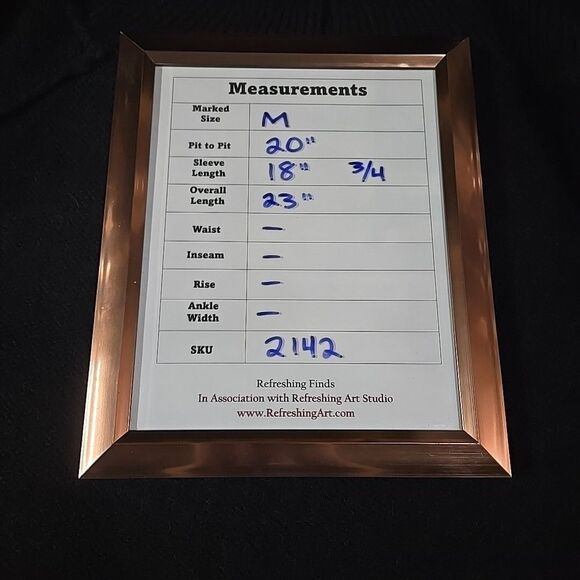 Measurements
Marked Size M
Pit to Pit 20"
Sleeve Length 18" 3/4
Overall Length 23"
Waist —
Inseam —
Rise —
Ankle Width —
SKU 2142
Refreshing Finds
In Association with Refreshing Art Studio
www.RefreshingArt.com